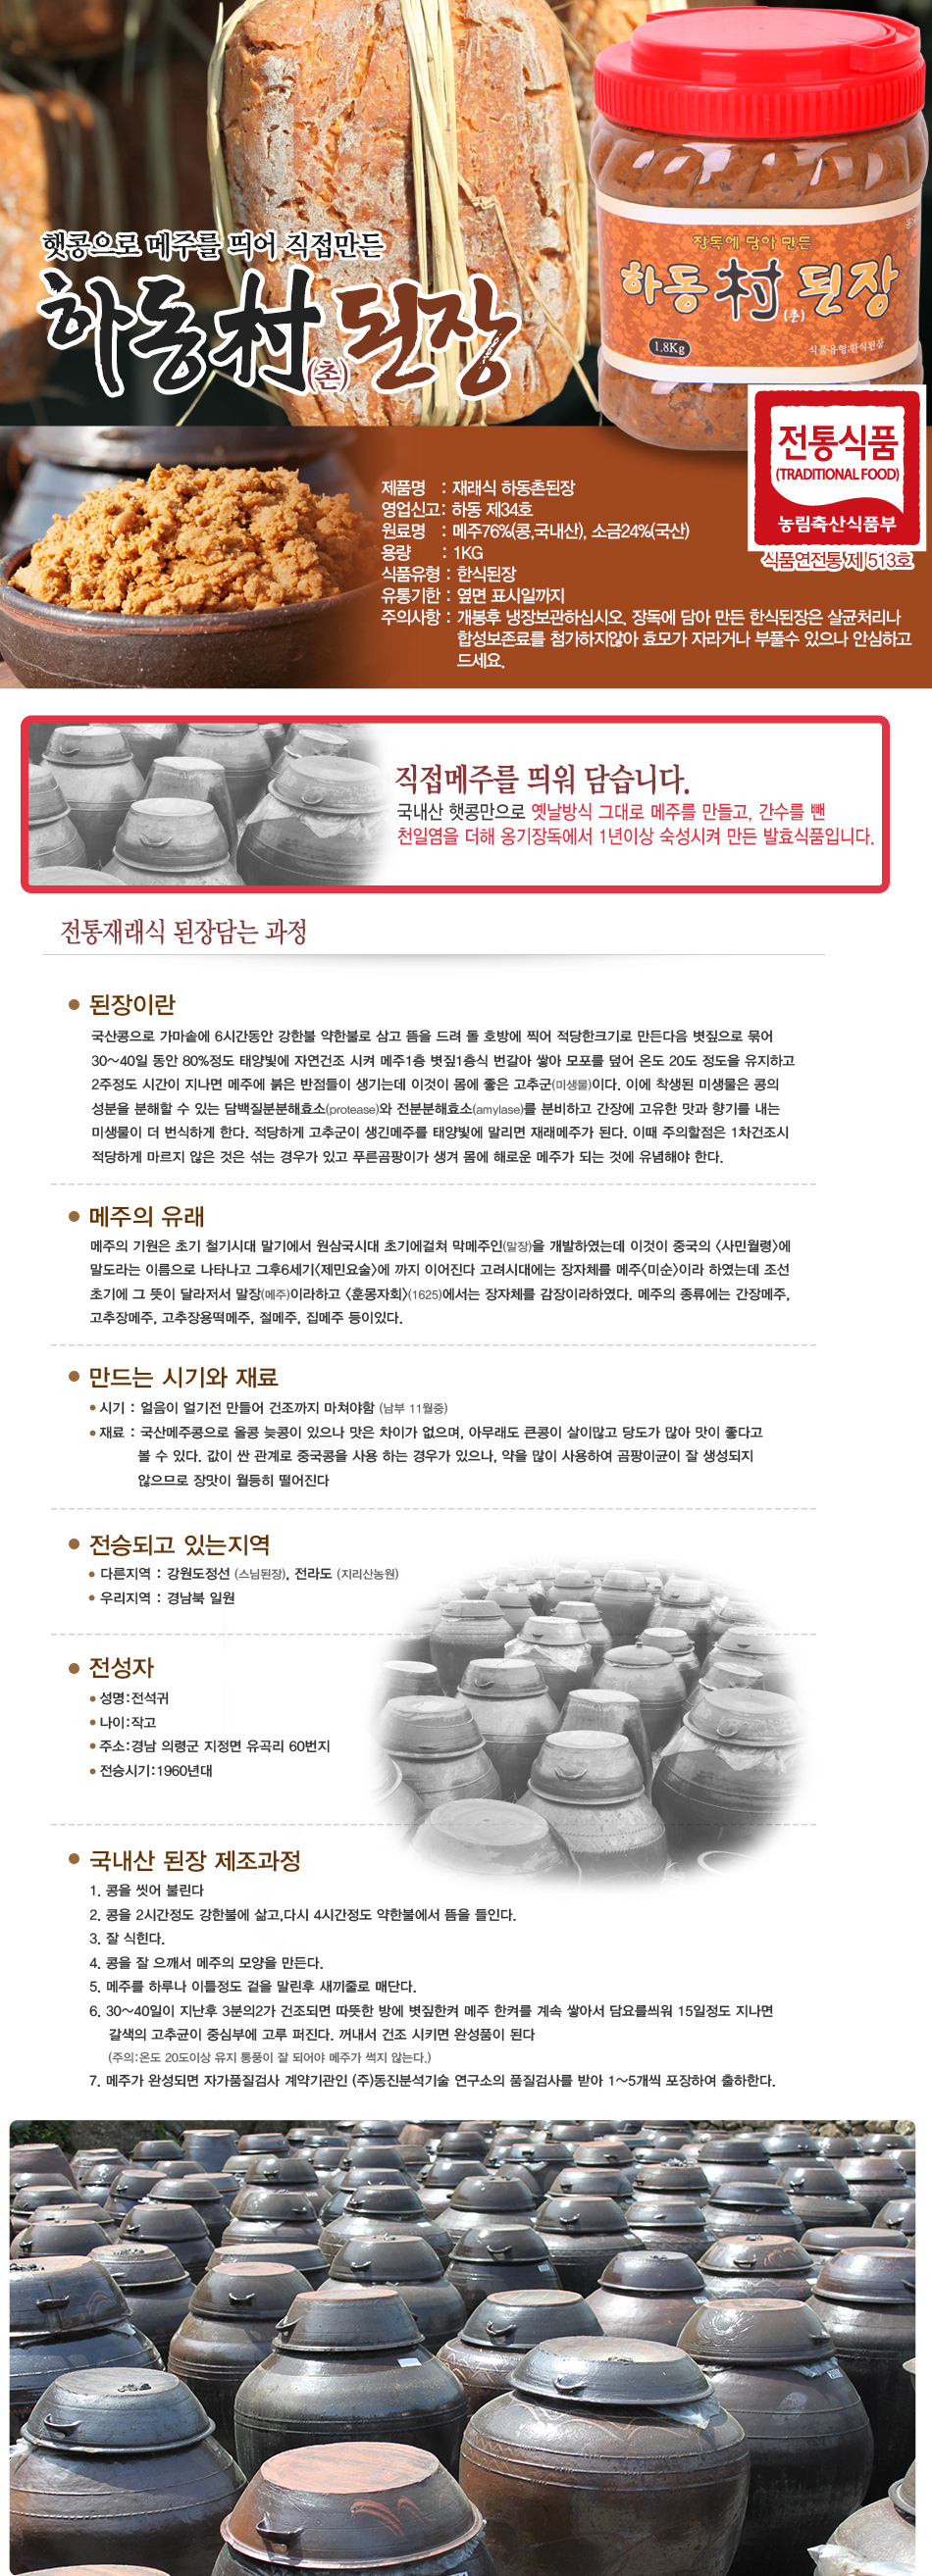 햇콩으로 메주를 띄어 직접만든
하동村(촌)된장
장독에 담아 만든
하동村(촌)된장
1.8Kg
식품유형:한식된장
전통식품
(TRADITIONAL FOOD)
농림축산식품부
식품연전통 제 513호
제품명 : 재래식 하동촌된장
영업신고: 하동 제34호
원료명 : 메주76%(콩,국내산), 소금24%(국산)
용량 : 1KG
식품유형 : 한식된장
유통기한 : 옆면 표시일까지
주의사항 : 개봉후 냉장보관하십시오. 장독에 담아 만든 한식된장은 살균처리나
합성보존료를 첨가하지않아 효모가 자라거나 부풀수 있으나 안심하고
드세요.
직접메주를 띄워 담습니다.
국내산 햇콩만으로 옛날방식 그대로 메주를 만들고, 간수를 뺀
천일염을 더해 옹기장독에서 1년이상 숙성시켜 만든 발효식품입니다.
전통재래식 된장담는 과정
● 된장이란
국산콩으로 가마솥에 6시간동안 강한불 약한불로 삼고 뜸을 드려 돌 호방에 찍어 적당한크기로 만든다음 볏짚으로 묶어
30~40일 동안 80%정도 태양빛에 자연건조 시켜 메주1층 볏짚1층식 번갈아 쌓아 모포를 덮어 온도 20도 정도을 유지하고
2주정도 시간이 지나면 메주에 붉은 반점들이 생기는데 이것이 몸에 좋은 고추군(미생물)이다. 이에 착생된 미생물은 콩의
성분을 분해할 수 있는 담백질분분해효소(protease)와 전분분해효소(amylase)를 분비하고 간장에 고유한 맛과 향기를 내는
미생물이 더 번식하게 한다. 적당하게 고추군이 생긴메주를 태양빛에 말리면 재래메주가 된다. 이때 주의할점은 1차건조시
적당하게 마르지 않은 것은 섞는 경우가 있고 푸른곰팡이가 생겨 몸에 해로운 메주가 되는 것에 유념해야 한다.
● 메주의 유래
메주의 기원은 초기 철기시대 말기에서 원삼국시대 초기에걸쳐 막메주인(말장)을 개발하였는데 이것이 중국의 <사민월령>에
말도라는 이름으로 나타나고 그후6세기<제민요술>에 까지 이어진다 고려시대에는 장자체를 메주<미순>이라 하였는데 조선
초기에 그 뜻이 달라저서 말장(메주)이라하고 <훈몽자회>(1625)에서는 장자체를 감장이라하였다. 메주의 종류에는 간장메주,
고추장메주, 고추장용떡메주, 절메주, 집메주 등이있다.
● 만드는 시기와 재료
● 시기 : 얼음이 얼기전 만들어 건조까지 마쳐야함 (남부 11월중)
● 재료 : 국산메주콩으로 올콩 늦콩이 있으나 맛은 차이가 없으며, 아무래도 큰콩이 살이많고 당도가 많아 맛이 좋다고
볼 수 있다. 값이 싼 관계로 중국콩을 사용 하는 경우가 있으나, 약을 많이 사용하여 곰팡이균이 잘 생성되지
않으므로 장맛이 월등히 떨어진다
● 전승되고 있는지역
● 다른지역 : 강원도정선 (스님된장), 전라도 (지리산농원)
● 우리지역 : 경남북 일원
● 전성자
● 성명:전석귀
● 나이:작고
● 주소:경남 의령군 지정면 유곡리 60번지
● 전승시기:1960년대
● 국내산 된장 제조과정
1. 콩을 씻어 불린다
2. 콩을 2시간정도 강한불에 삶고,다시 4시간정도 약한불에서 뜸을 들인다.
3. 잘 식힌다.
4. 콩을 잘 으깨서 메주의 모양을 만든다.
5. 메주를 하루나 이틀정도 겉을 말린후 새끼줄로 매단다.
6. 30~40일이 지난후 3분의2가 건조되면 따뜻한 방에 볏짚한켜 메주 한켜를 계속 쌓아서 담요를씌워 15일정도 지나면
갈색의 고추균이 중심부에 고루 퍼진다. 꺼내서 건조 시키면 완성품이 된다
(주의:온도 20도이상 유지 통풍이 잘 되어야 메주가 썩지 않는다.)
7. 메주가 완성되면 자가품질검사 계약기관인 (주)동진분석기술 연구소의 품질검사를 받아 1~5개씩 포장하여 출하한다.